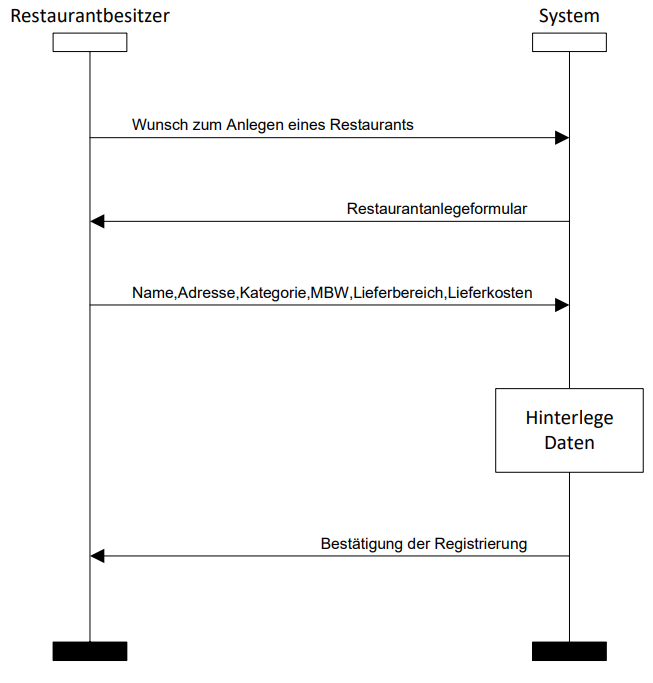 Restaurantbesitzer
System
Wunsch zum Anlegen eines Restaurants
Restaurantanlegeformular
Name,Adresse,Kategorie,MBW,Lieferbereich,Lieferkosten
Hinterlege
Daten
Bestätigung der Registrierung